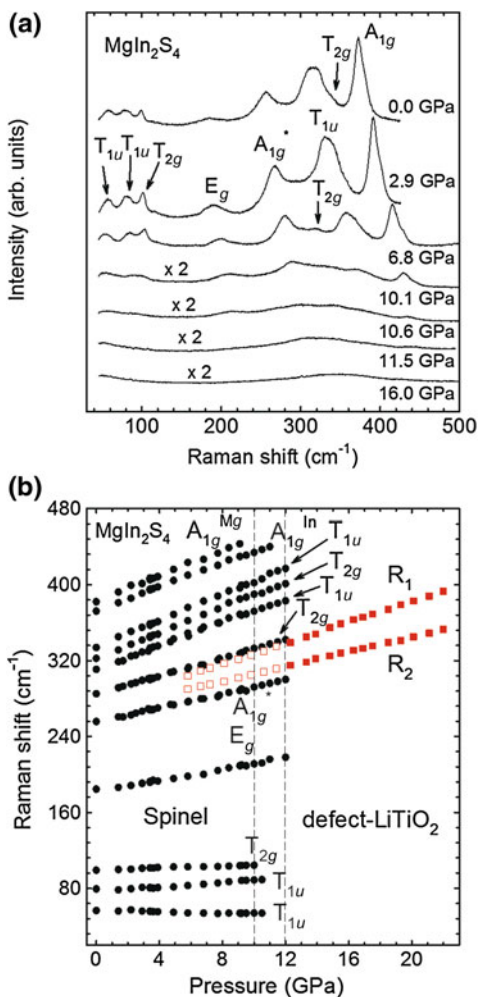 (a)
MgIn2S4
A1g
T2g
0.0 GPa
T1u T1u T2g
A1g*
T1u
Eg
T2g
2.9 GPa
6.8 GPa
x 2
10.1 GPa
x 2
10.6 GPa
x 2
11.5 GPa
x 2
16.0 GPa
Intensity (arb. units)
100 200 300 400 500
Raman shift (cm-1)
(b)
480
MgIn2S4 A1g Mg A1g In T1u
T2g
T1u
T2g
400
R1
R2
320
A1g*
240
Eg
160
Spinel
defect-LiTiO2
T2g
T1u
80
T1u
Raman shift (cm-1)
0 4 8 12 16 20
Pressure (GPa)